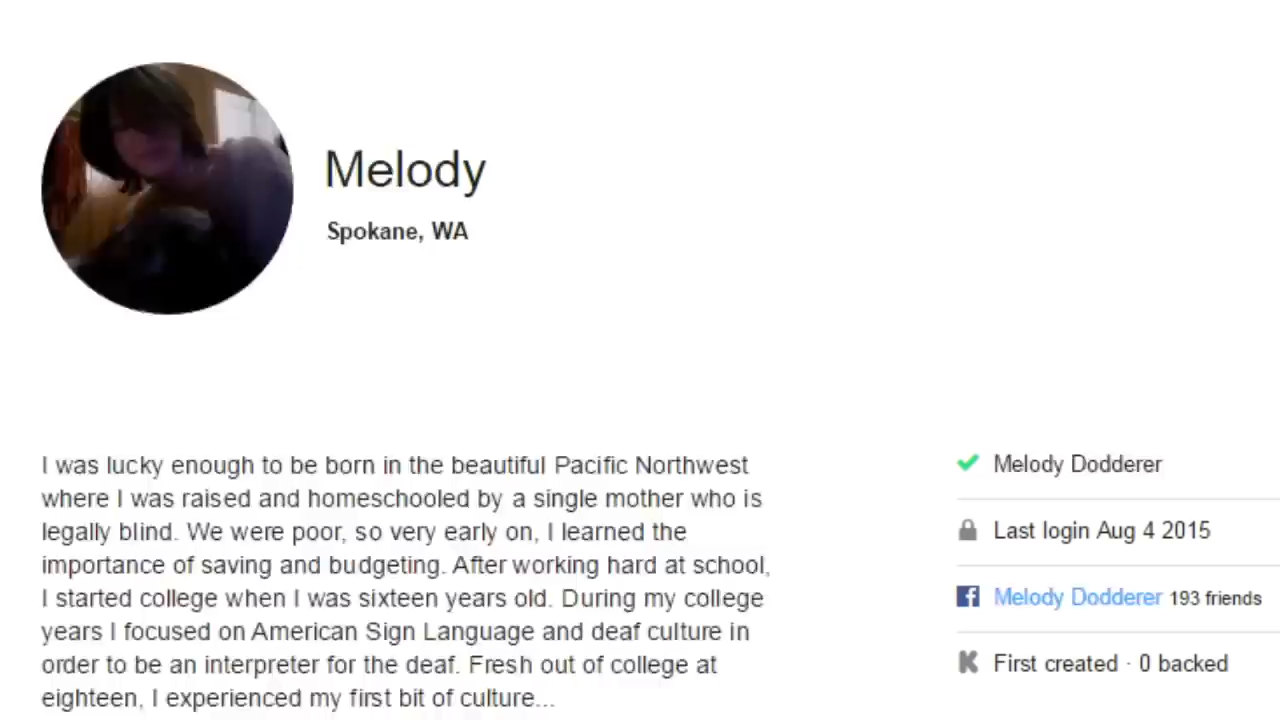 Melody
Spokane, WA
I was lucky enough to be born in the beautiful Pacific Northwest
where I was raised and homeschooled by a single mother who is
legally blind. We were poor, so very early on, I learned the
importance of saving and budgeting. After working hard at school,
I started college when I was sixteen years old. During my college
years I focused on American Sign Language and deaf culture in
order to be an interpreter for the deaf. Fresh out of college at
eighteen, I experienced my first bit of culture...
Melody Dodderer
Last login Aug 4 2015
Melody Dodderer 193 friends
First created · 0 backed